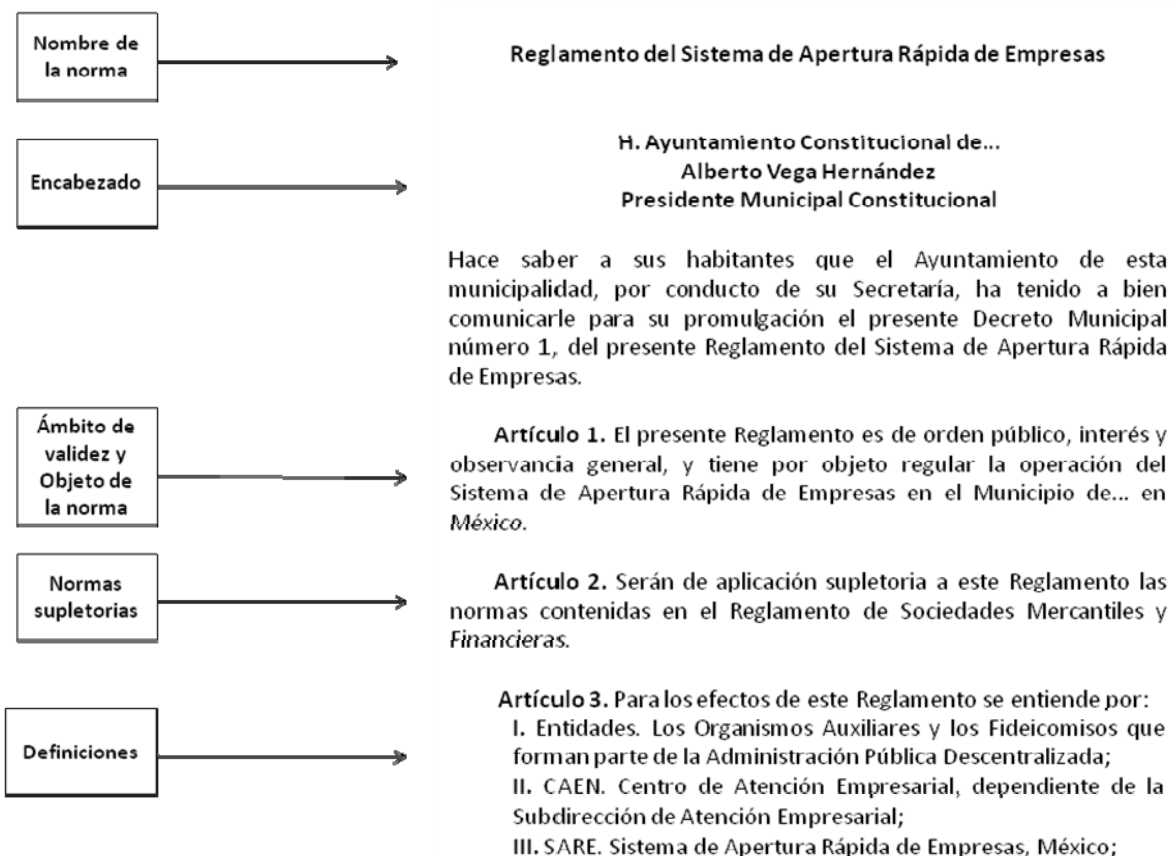 Nombre de
la norma
Reglamento del Sistema de Apertura Rápida de Empresas
Encabezado
H. Ayuntamiento Constitucional de...
Alberto Vega Hernández
Presidente Municipal Constitucional
Hace saber a sus habitantes que el Ayuntamiento de esta
municipalidad, por conducto de su Secretaría, ha tenido a bien
comunicarle para su promulgación el presente Decreto Municipal
número 1, del presente Reglamento del Sistema de Apertura Rápida
de Empresas.
Ámbito de
validez y
Objeto de
la norma
Artículo 1. El presente Reglamento es de orden público, interés y
observancia general, y tiene por objeto regular la operación del
Sistema de Apertura Rápida de Empresas en el Municipio de... en
México.
Normas
supletorias
Artículo 2. Serán de aplicación supletoria a este Reglamento las
normas contenidas en el Reglamento de Sociedades Mercantiles y
Financieras.
Definiciones
Artículo 3. Para los efectos de este Reglamento se entiende por:
I. Entidades. Los Organismos Auxiliares y los Fideicomisos que
forman parte de la Administración Pública Descentralizada;
II. CAEN. Centro de Atención Empresarial, dependiente de la
Subdirección de Atención Empresarial;
III. SARE. Sistema de Apertura Rápida de Empresas, México;